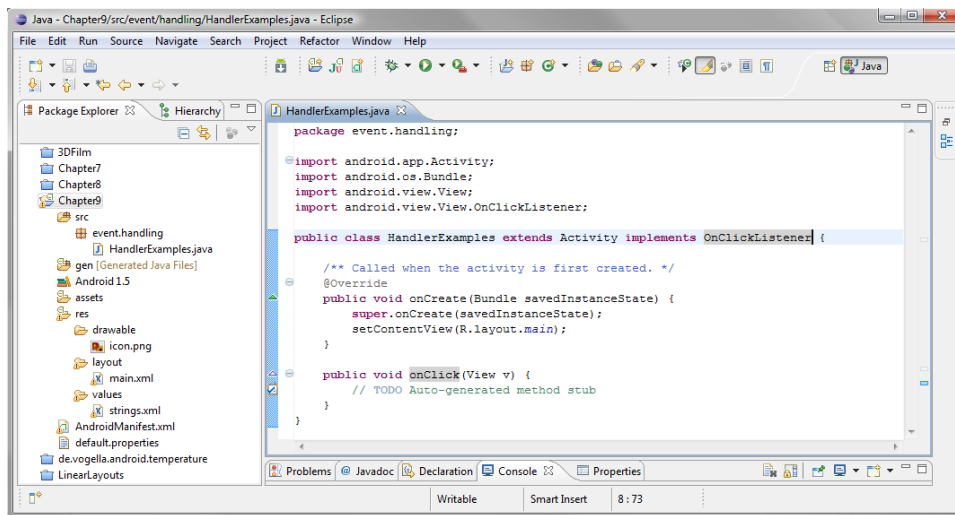 Java - Chapter9/src/event/handling/HandlerExamples.java - Eclipse
File Edit Run Source Navigate Search Project Refactor Window Help
Java
Package Explorer
Hierarchy
3DFilm
Chapter7
Chapter8
Chapter9
src
event.handling
HandlerExamples.java
gen [Generated Java Files]
Android 1.5
assets
res
drawable
icon.png
layout
main.xml
values
strings.xml
AndroidManifest.xml
default.properties
de.vogella.android.temperature
LinearLayouts
HandlerExamples.java
package event.handling;
import android.app.Activity;
import android.os.Bundle;
import android.view.View;
import android.view.View.OnClickListener;
public class HandlerExamples extends Activity implements OnClickListener {
/** Called when the activity is first created. */
@Override
public void onCreate(Bundle savedInstanceState) {
super.onCreate(savedInstanceState);
setContentView(R.layout.main);
}
public void onClick(View v) {
// TODO Auto-generated method stub
}
}
Problems @ Javadoc Declaration Console Properties
Writable Smart Insert 8 : 73